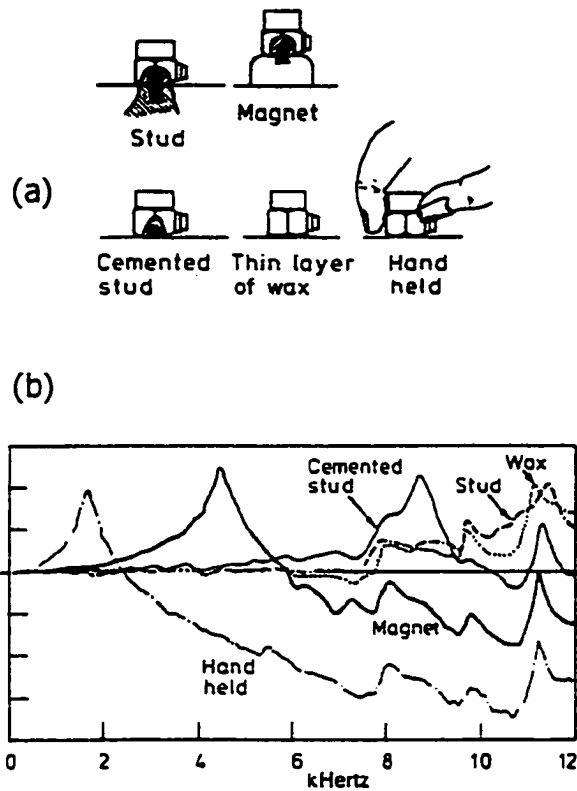 Stud
Magnet
(a)
Cemented
stud
Thin layer
of wax
Hand
held
(b)
Cemented
stud
Stud
Wax
Magnet
Hand
held
0 2 4 6 8 10 12
kHertz